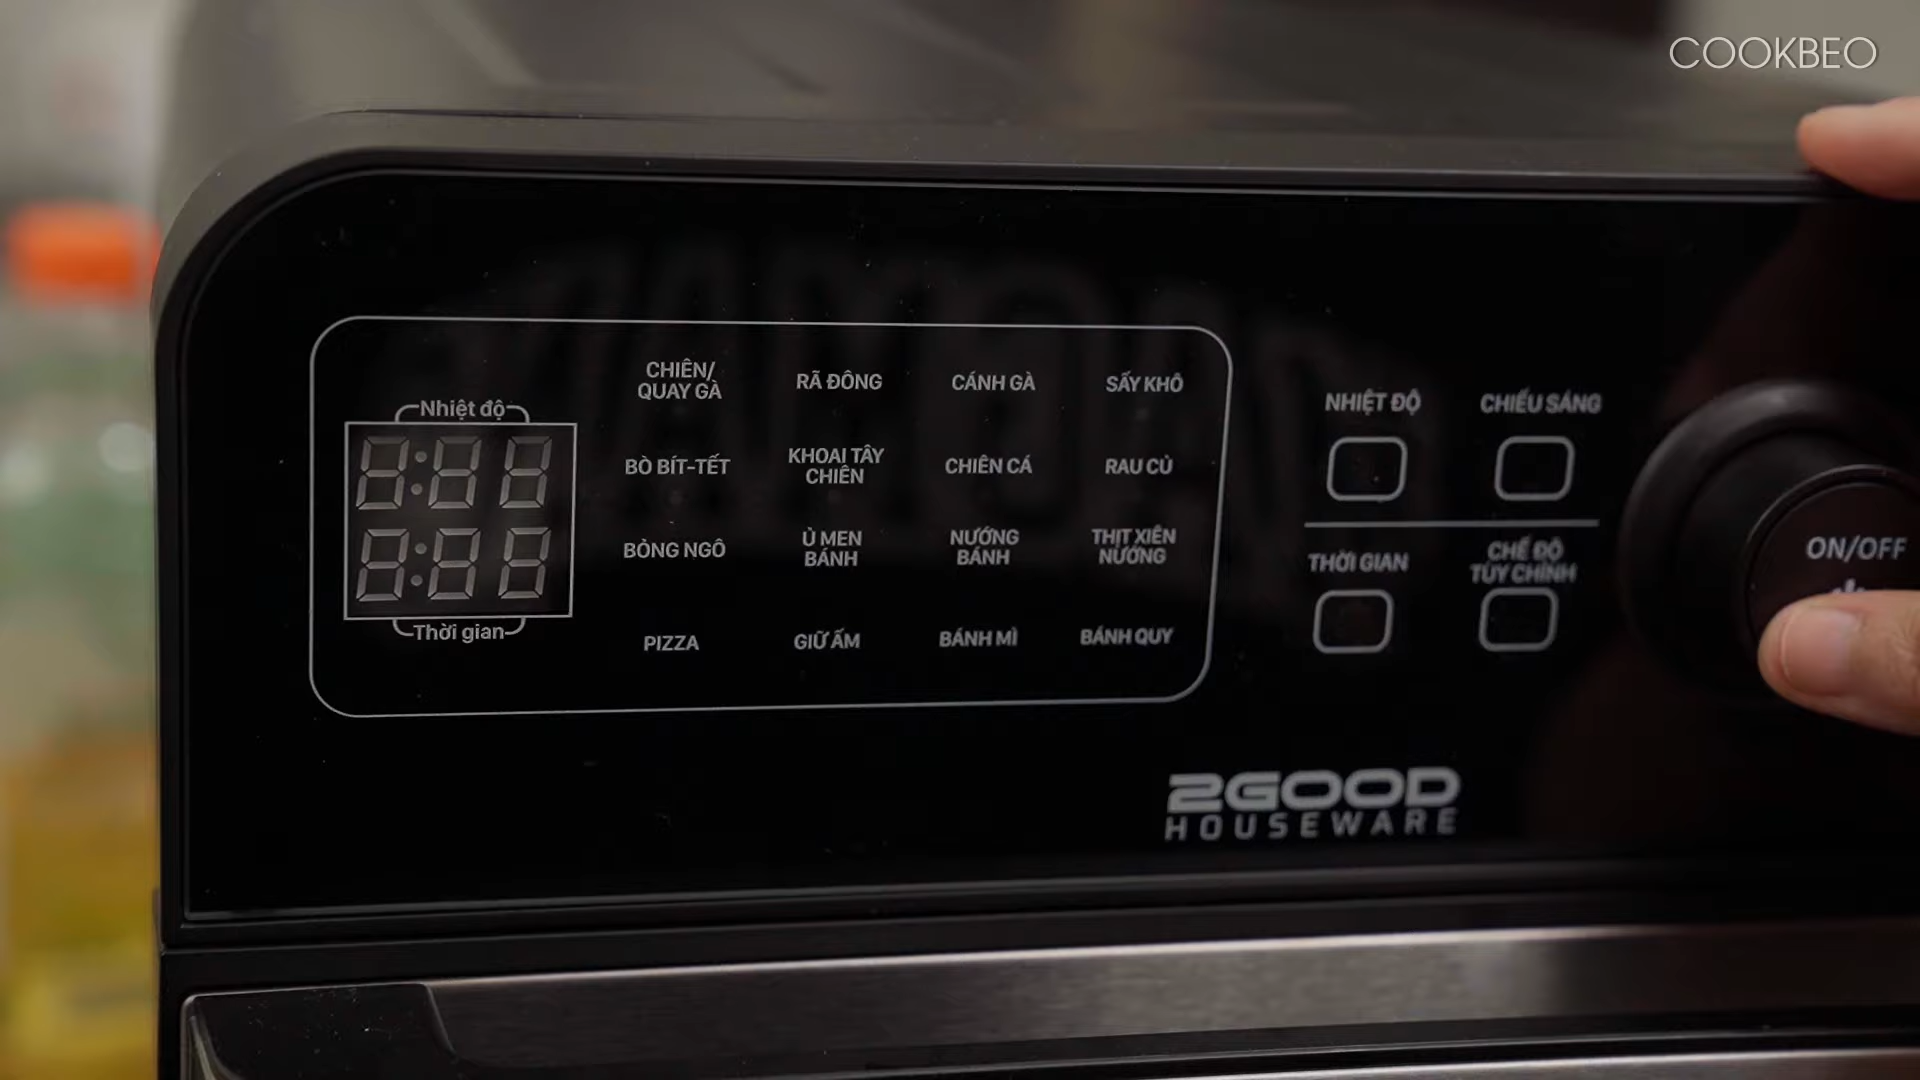 COOKBEO
Nhiệt độ
Thời gian
CHIÊN/
QUAY GÀ
RÃ ĐÔNG
CÁNH GÀ
SẤY KHÔ
BÒ BÍT-TẾT
KHOAI TÂY
CHIÊN
CHIÊN CÁ
RAU CỦ
BỎNG NGÔ
Ủ MEN
BÁNH
NƯỚNG
BÁNH
THỊT XIÊN
NƯỚNG
PIZZA
GIỮ ẤM
BÁNH MÌ
BÁNH QUY
NHIỆT ĐỘ
CHIẾU SÁNG
THỜI GIAN
CHẾ ĐỘ
TÙY CHỈNH
ON/OFF
2GOOD
HOUSEWARE